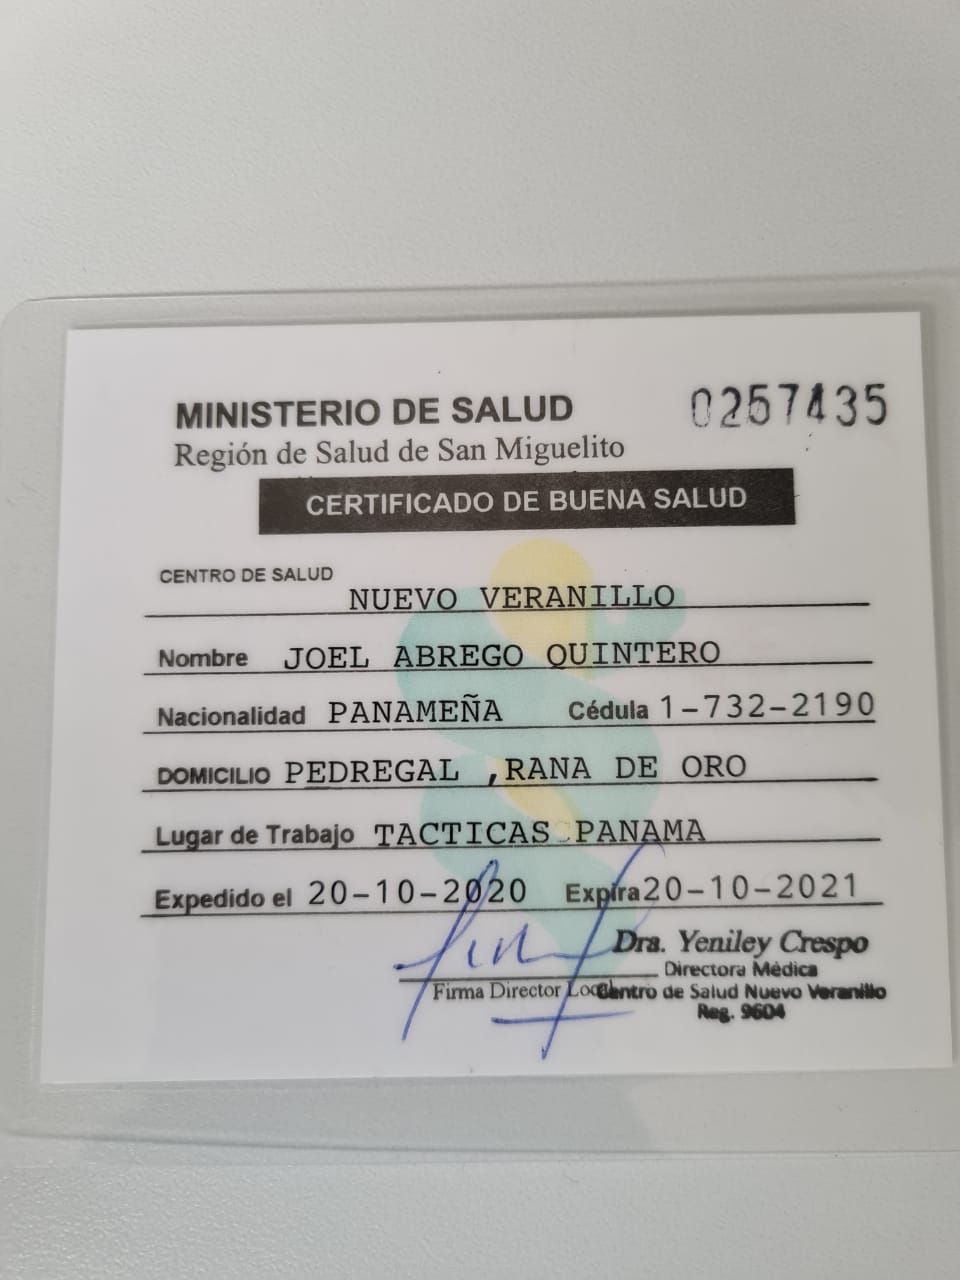 MINISTERIO DE SALUD 0257435
Región de Salud de San Miguelito
CERTIFICADO DE BUENA SALUD
CENTRO DE SALUD NUEVO VERANILLO
Nombre JOEL ABREGO QUINTERO
Nacionalidad PANAMEÑA Cédula 1-732-2190
DOMICILIO PEDREGAL ,RANA DE ORO
Lugar de Trabajo TACTICAS PANAMA
Expedido el 20-10-2020 Expira 20-10-2021
Dra. Yeniley Crespo
Directora Médica
Firma Director Local Centro de Salud Nuevo Veranillo
Reg. 9604